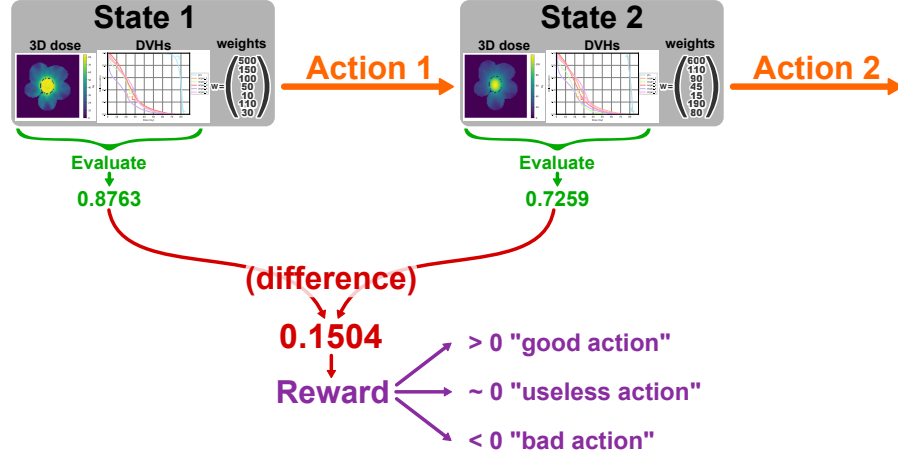 State 1
State 2
3D dose
DVHs
weights
3D dose
DVHs
weights
w =
500
150
100
50
10
110
30
Action 1
w =
600
110
90
45
15
190
80
Action 2
Evaluate
Evaluate
0.8763
0.7259
(difference)
0.1504
Reward
> 0 "good action"
~ 0 "useless action"
< 0 "bad action"